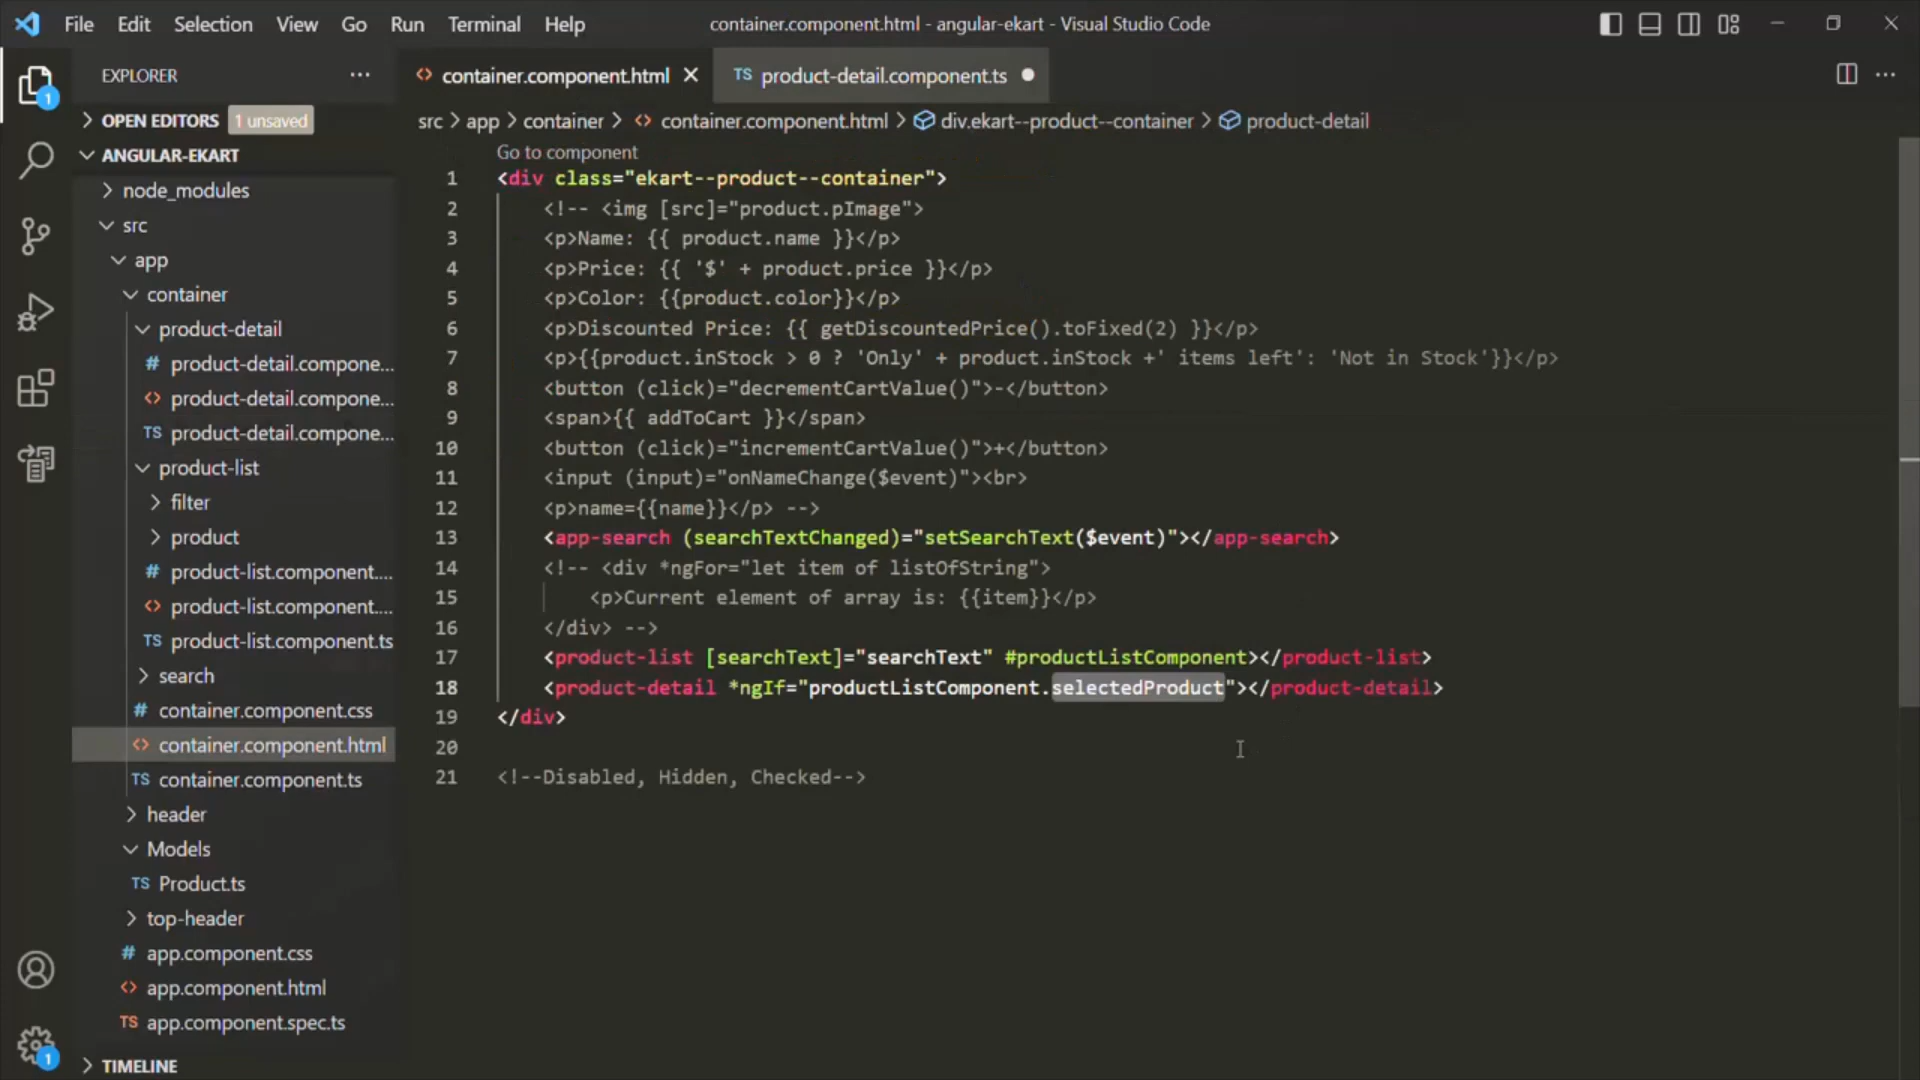 File Edit Selection View Go Run Terminal Help
container.component.html - angular-ekart - Visual Studio Code
EXPLORER
OPEN EDITORS 1 unsaved
ANGULAR-EKART
node_modules
src
app
container
product-detail
product-detail.compone...
product-detail.compone...
TS product-detail.compone...
product-list
filter
product
# product-list.component....
<> product-list.component....
TS product-list.component.ts
search
# container.component.css
<> container.component.html
TS container.component.ts
header
Models
TS Product.ts
top-header
# app.component.css
<> app.component.html
TS app.component.spec.ts
TIMELINE
1
1
<> container.component.html
TS product-detail.component.ts
src > app > container > <> container.component.html > div.ekart--product--container > product-detail
Go to component
1 <div class="ekart--product--container">
2 <!-- <img [src]="product.pImage">
3 <p>Name: {{ product.name }}</p>
4 <p>Price: {{ '$' + product.price }}</p>
5 <p>Color: {{product.color}}</p>
6 <p>Discounted Price: {{ getDiscountedPrice().toFixed(2) }}</p>
7 <p>{{product.inStock > 0 ? 'Only' + product.inStock +' items left': 'Not in Stock'}}</p>
8 <button (click)="decrementCartValue()">-</button>
9 <span>{{ addToCart }}</span>
10 <button (click)="incrementCartValue()">+</button>
11 <input (input)="onNameChange($event)"><br>
12 <p>name={{name}}</p> -->
13 <app-search (searchTextChanged)="setSearchText($event)"></app-search>
14 <!-- <div *ngFor="let item of listOfString">
15 <p>Current element of array is: {{item}}</p>
16 </div> -->
17 <product-list [searchText]="searchText" #productListComponent></product-list>
18 <product-detail *ngIf="productListComponent.selectedProduct"></product-detail>
19 </div>
20
21 <!--Disabled, Hidden, Checked-->